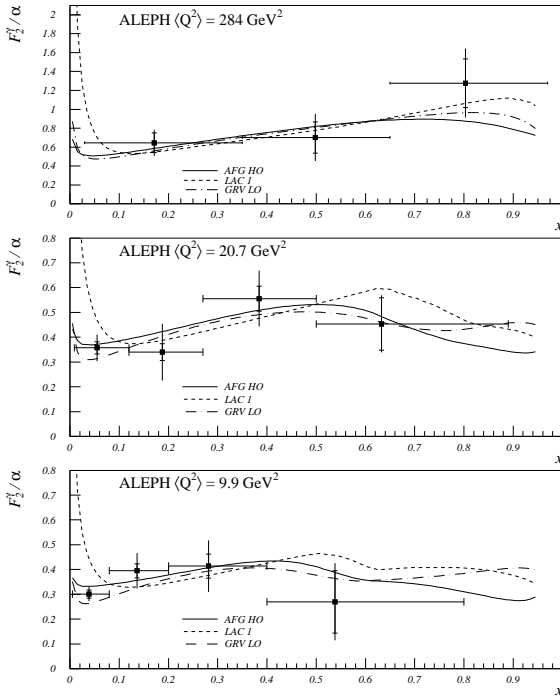 F₂^γ/α
ALEPH ⟨Q²⟩ = 284 GeV²
2
1.8
1.6
1.4
1.2
1
0.8
0.6
0.4
0.2
0
AFG HO
LAC 1
GRV LO
0 0.1 0.2 0.3 0.4 0.5 0.6 0.7 0.8 0.9
x
F₂^γ/α
ALEPH ⟨Q²⟩ = 20.7 GeV²
0.8
0.7
0.6
0.5
0.4
0.3
0.2
0.1
0
AFG HO
LAC 1
GRV LO
0 0.1 0.2 0.3 0.4 0.5 0.6 0.7 0.8 0.9
x
F₂^γ/α
ALEPH ⟨Q²⟩ = 9.9 GeV²
0.8
0.7
0.6
0.5
0.4
0.3
0.2
0.1
0
AFG HO
LAC 1
GRV LO
0 0.1 0.2 0.3 0.4 0.5 0.6 0.7 0.8 0.9
x